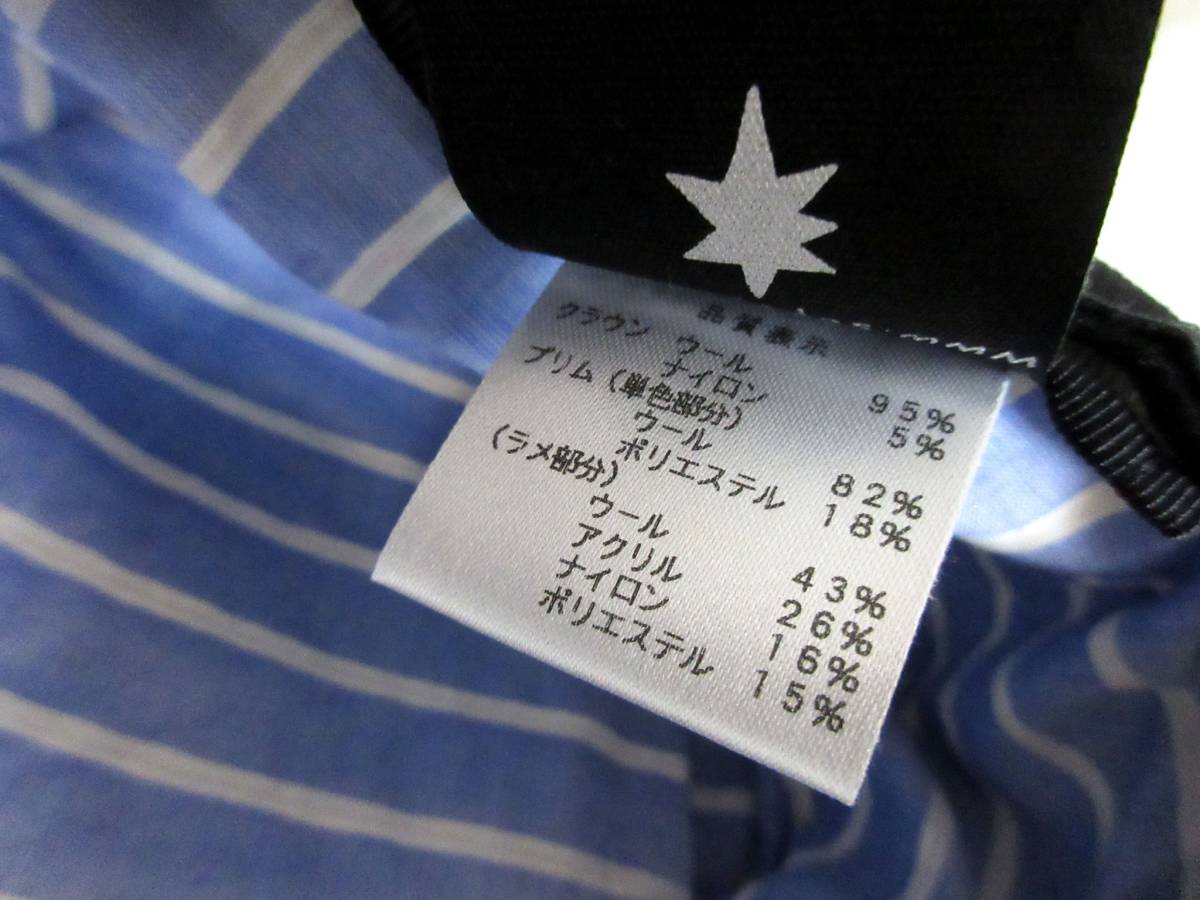 品質表示
クラウン
ウール 95%
ナイロン 5%
ブリム(単色部分)
ウール 82%
ポリエステル 18%
(ラメ部分)
ウール 43%
アクリル 26%
ナイロン 16%
ポリエステル 15%